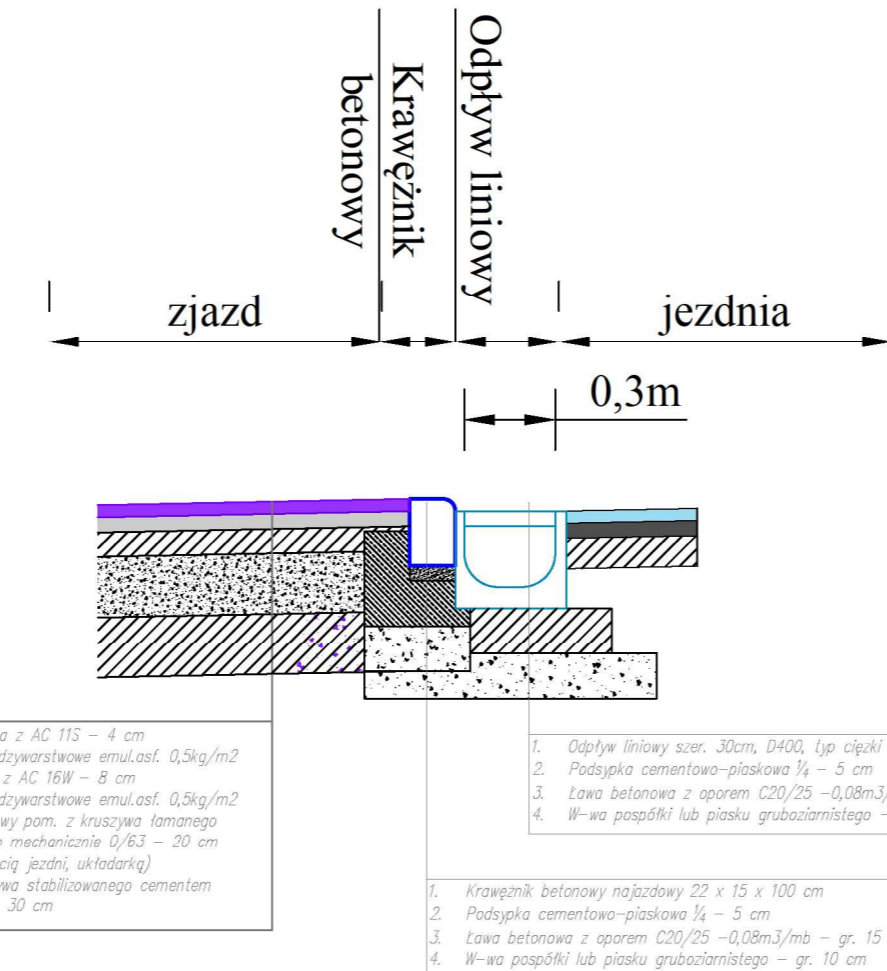 Krawężnik
betonowy
Odpływ liniowy
zjazd
jezdnia
0,3m
z AC 11S – 4 cm
emul.asf. 0,5kg/m2
z AC 16W – 8 cm
emul.asf. 0,5kg/m2
pom. z kruszywa łamanego
mechanicznie 0/63 – 20 cm
jezdni, układarką)
stabilizowanego cementem
30 cm
1. Odpływ liniowy szer. 30cm, D400, typ ciężki
2. Podsypka cementowo-piaskowa ¼ – 5 cm
3. Ława betonowa z oporem C20/25 –0,08m3/
4. W-wa pospółki lub piasku gruboziarnistego –
1. Krawężnik betonowy najazdowy 22 x 15 x 100 cm
2. Podsypka cementowo-piaskowa ¼ – 5 cm
3. Ława betonowa z oporem C20/25 –0,08m3/mb – gr. 15
4. W-wa pospółki lub piasku gruboziarnistego – gr. 10 cm